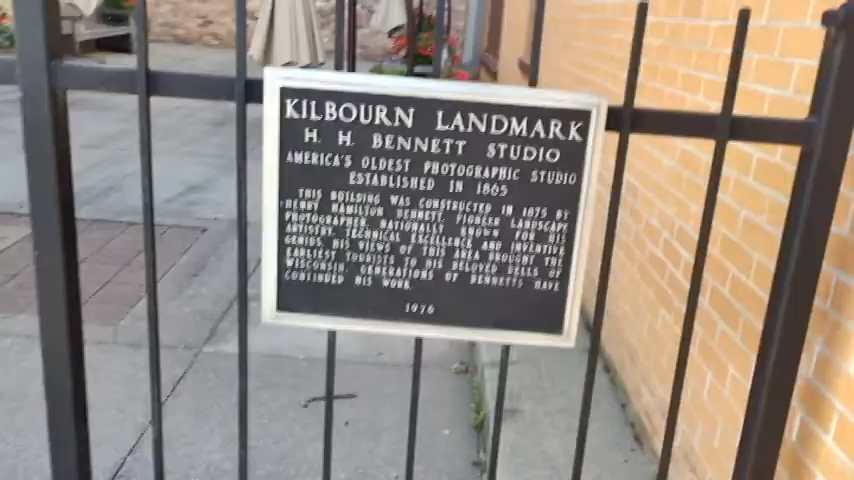 KILBOURN LANDMARK
H. H. BENNETT STUDIO
AMERICA'S OLDEST PHOTOGRAPHIC STUDIO
ESTABLISHED IN 1865
THIS BUILDING WAS CONSTRUCTED IN 1875 BY
HENRY HAMILTON BENNETT, PIONEER LANDSCAPE
PHOTOGRAPHER, NATIONALLY KNOWN FOR HIS
ARTISTRY, TECHNICAL EXCELLENCE AND INVENTIVE
GENIUS. HIS VIEWS OF THIS AREA BROUGHT THE
EARLIEST TOURISTS TO HIS BELOVED DELLS OF
WISCONSIN. GENERATIONS OF BENNETTS HAVE
CONTINUED HIS WORK.
1976